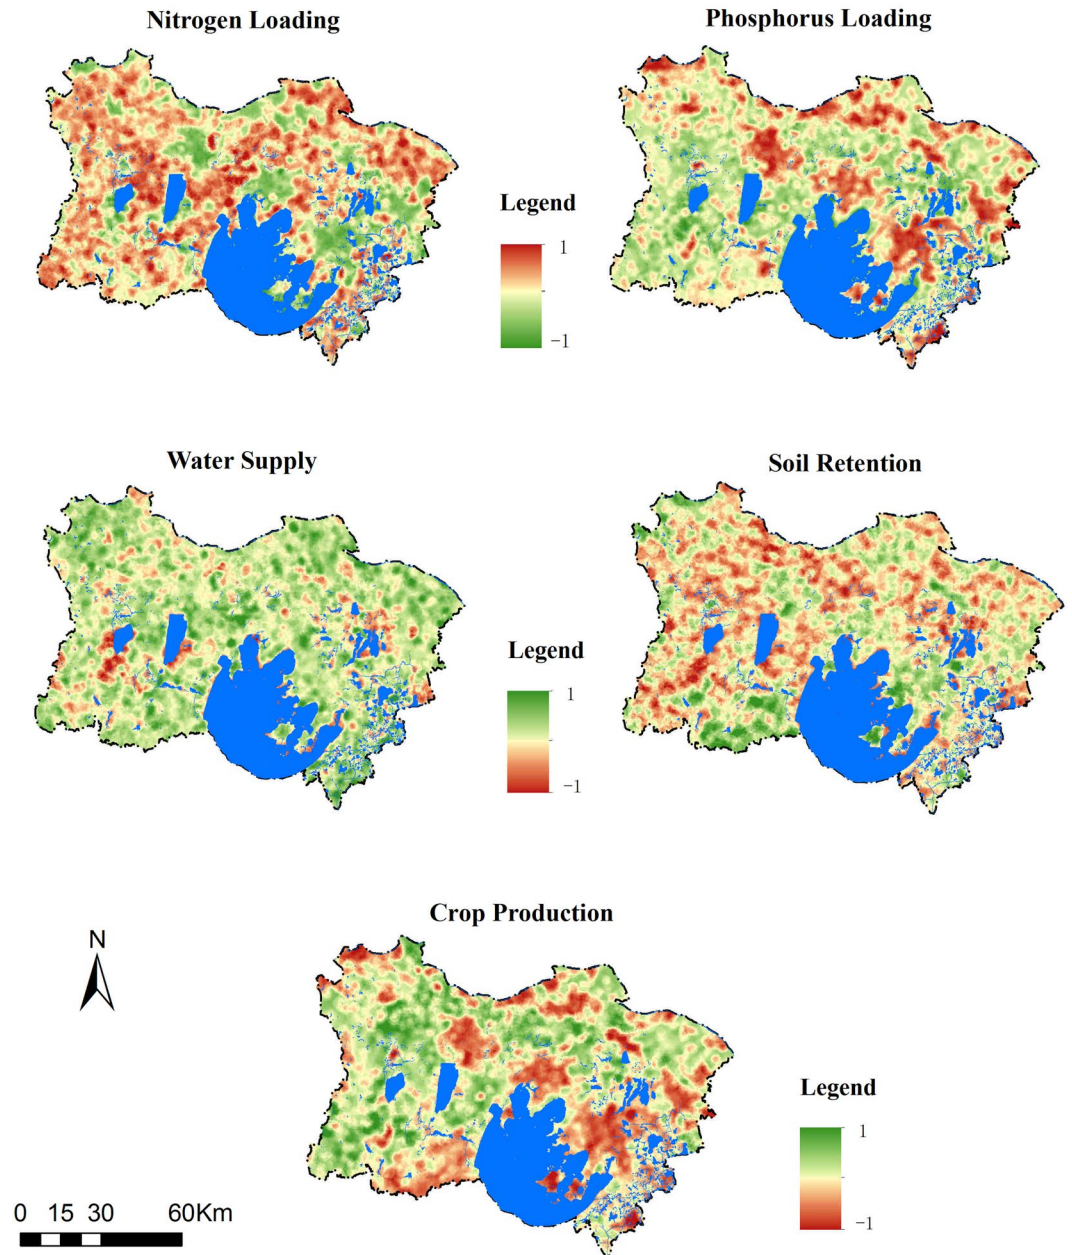 Nitrogen Loading
Phosphorus Loading
Legend
1
−1
Water Supply
Soil Retention
Legend
1
−1
Crop Production
N
Legend
1
−1
0 15 30 60Km